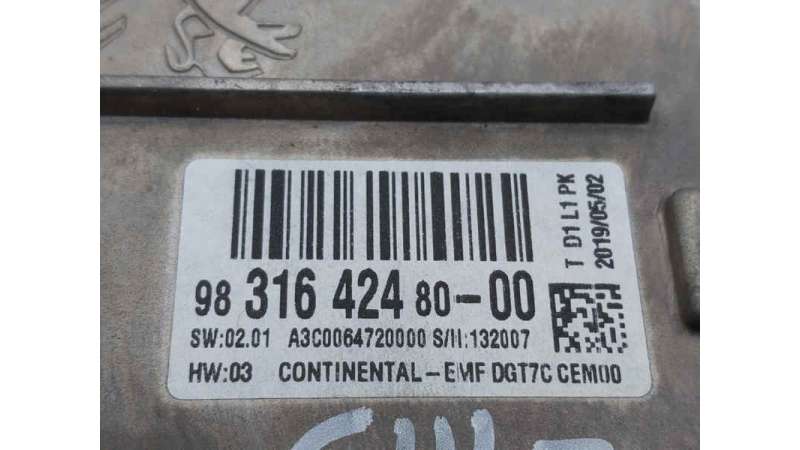 98 316 424 80-00
SW:02.01 A3C0064720000 S/H:132007
HW:03 CONTINENTAL-EMF DGT7C CEM00
T D1 L1 PK
2019/05/02